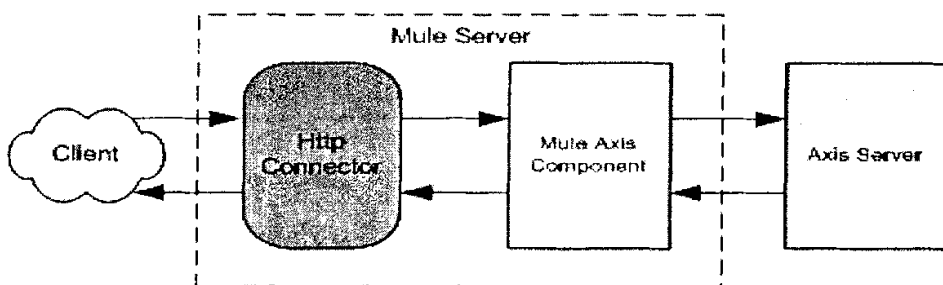 Mule Server
Client
Http
Connector
Mule Axis
Component
Axis Server